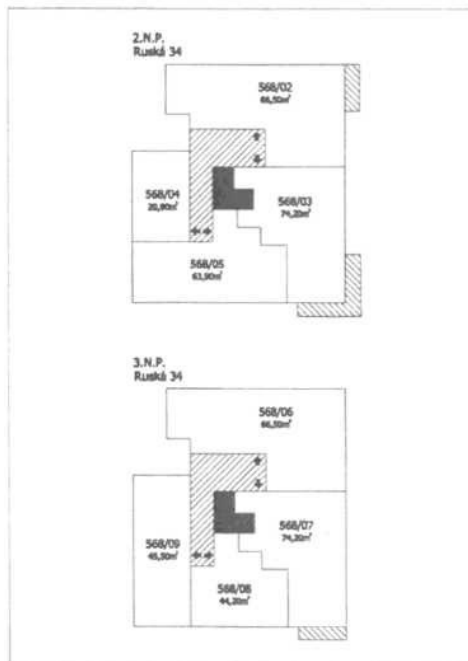 2.N.P.
Ruská 34
568/02
66,50m²
568/04
20,80m²
568/03
74,20m²
568/05
63,90m²
3.N.P.
Ruská 34
568/06
66,50m²
568/09
45,50m²
568/07
74,20m²
568/08
44,20m²